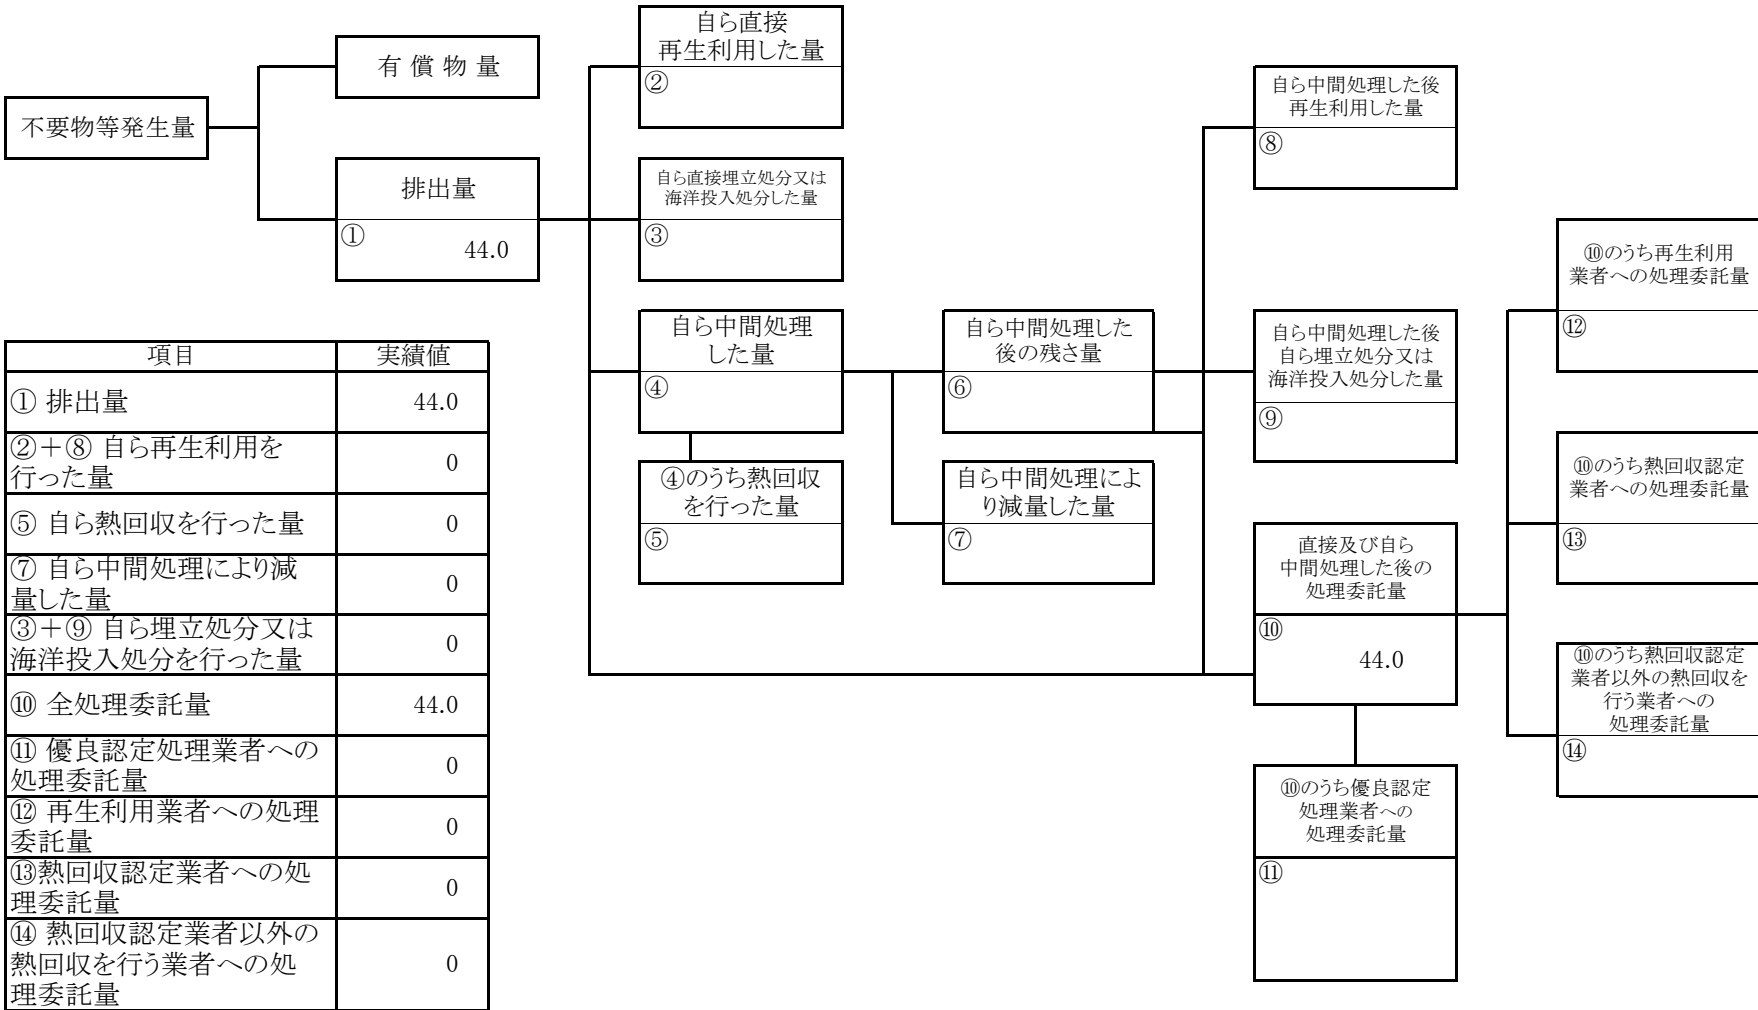 自ら直接
再生利用した量
②
有 償 物 量
不要物等発生量
排出量
①
44.0
自ら直接埋立処分又は
海洋投入処分した量
③
自ら中間処理した後
再生利用した量
⑧
自ら中間処理
した量
④
④のうち熱回収
を行った量
⑤
自ら中間処理した
後の残さ量
⑥
自ら中間処理によ
り減量した量
⑦
自ら中間処理した後
自ら埋立処分又は
海洋投入処分した量
⑨
直接及び自ら
中間処理した後の
処理委託量
⑩
44.0
⑩のうち優良認定
処理業者への
処理委託量
⑪
⑩のうち再生利用
業者への処理委託量
⑫
⑩のうち熱回収認定
業者への処理委託量
⑬
⑩のうち熱回収認定
業者以外の熱回収を
行う業者への
処理委託量
⑭
項目 実績値
① 排出量 44.0
②+⑧ 自ら再生利用を
行った量 0
⑤ 自ら熱回収を行った量 0
⑦ 自ら中間処理により減
量した量 0
③+⑨ 自ら埋立処分又は
海洋投入処分を行った量 0
⑩ 全処理委託量 44.0
⑪ 優良認定処理業者への
処理委託量 0
⑫ 再生利用業者への処理
委託量 0
⑬熱回収認定業者への処
理委託量 0
⑭ 熱回収認定業者以外の
熱回収を行う業者への処
理委託量 0